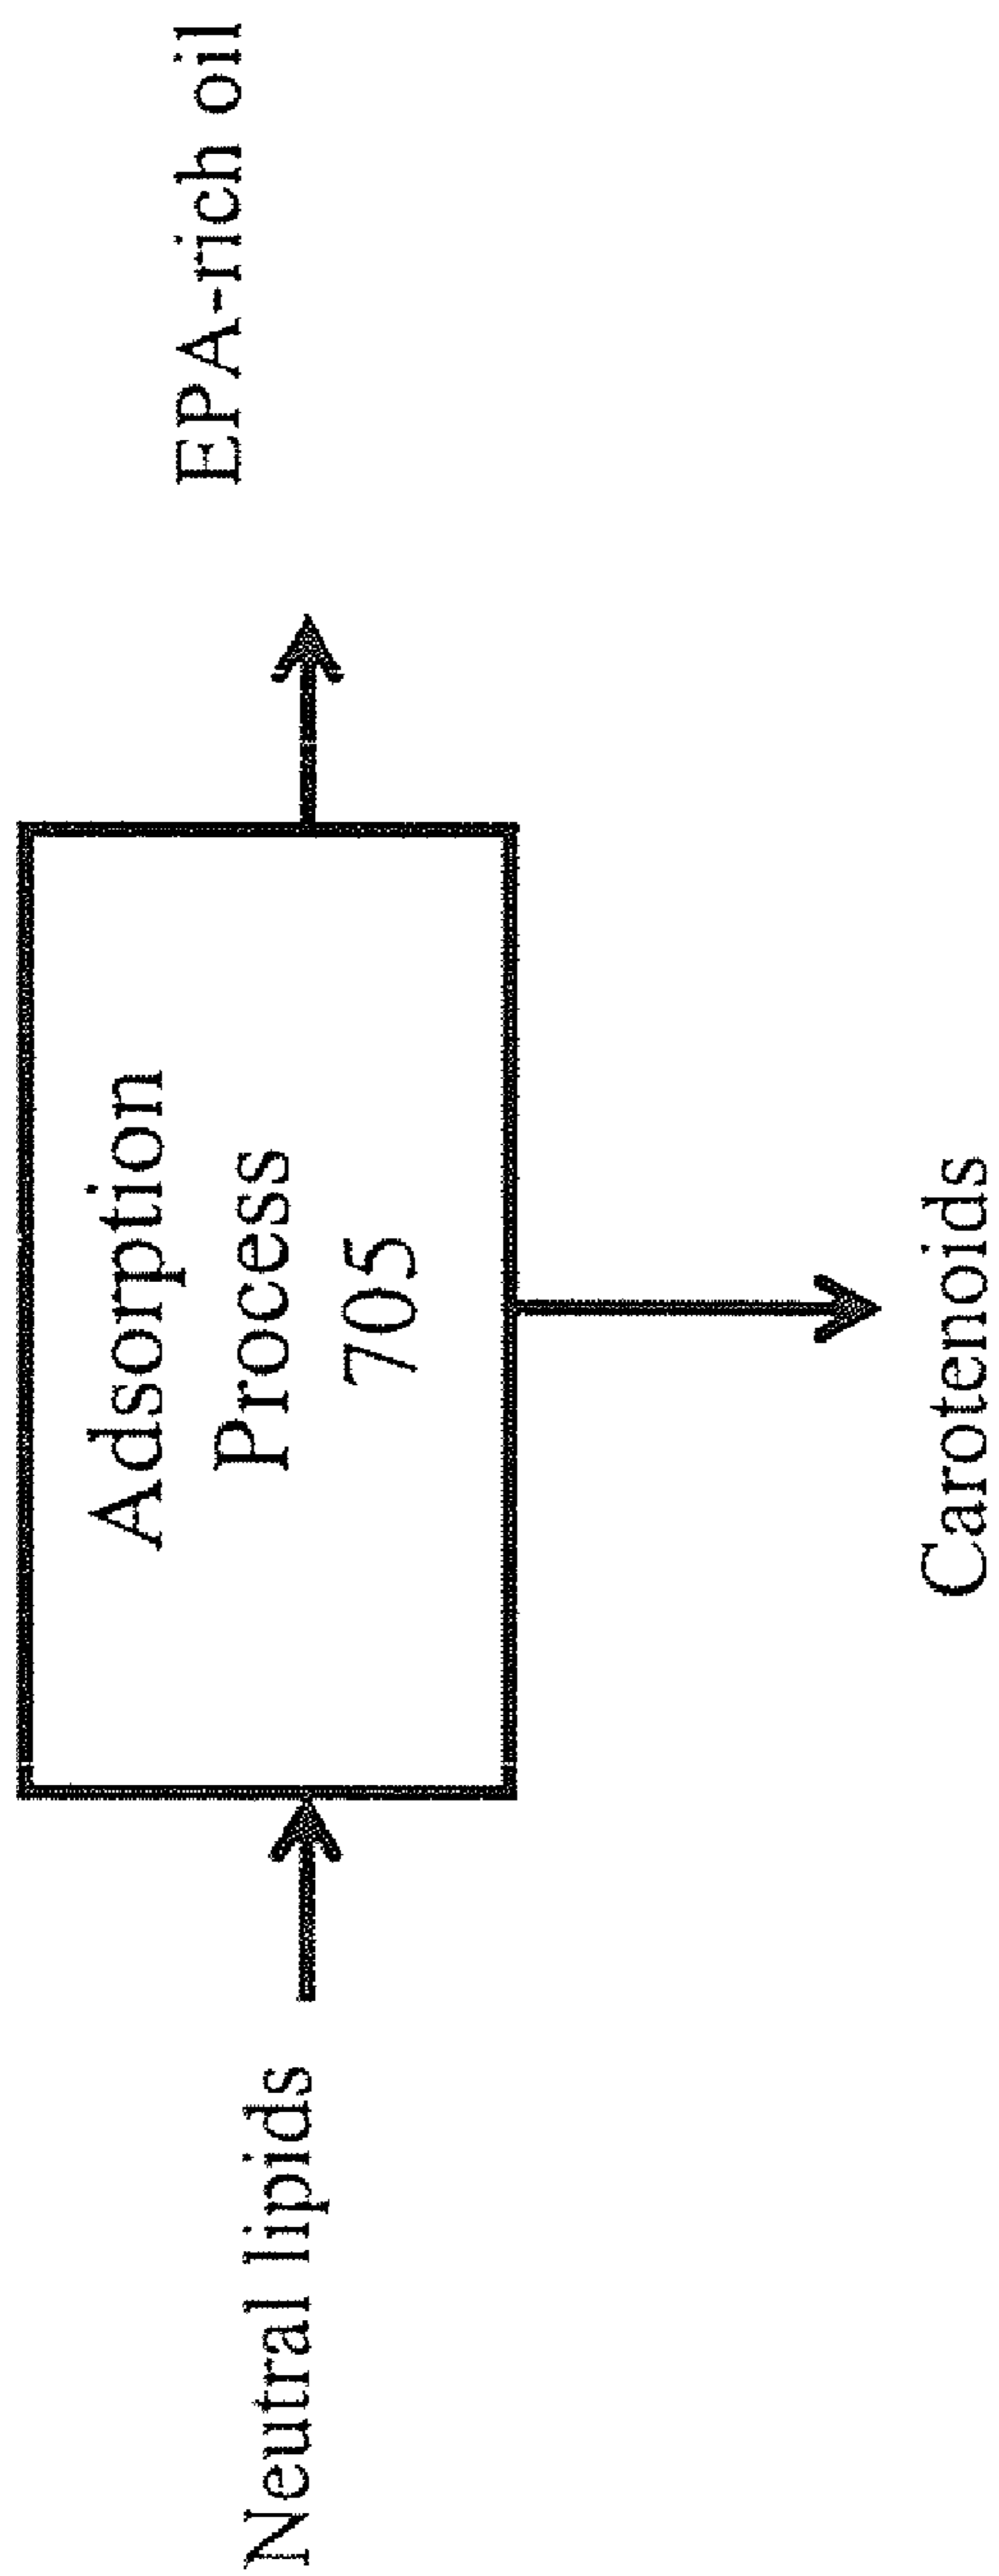 Neutral lipids
Adsorption
Process
705
EPA-rich oil
Carotenoids